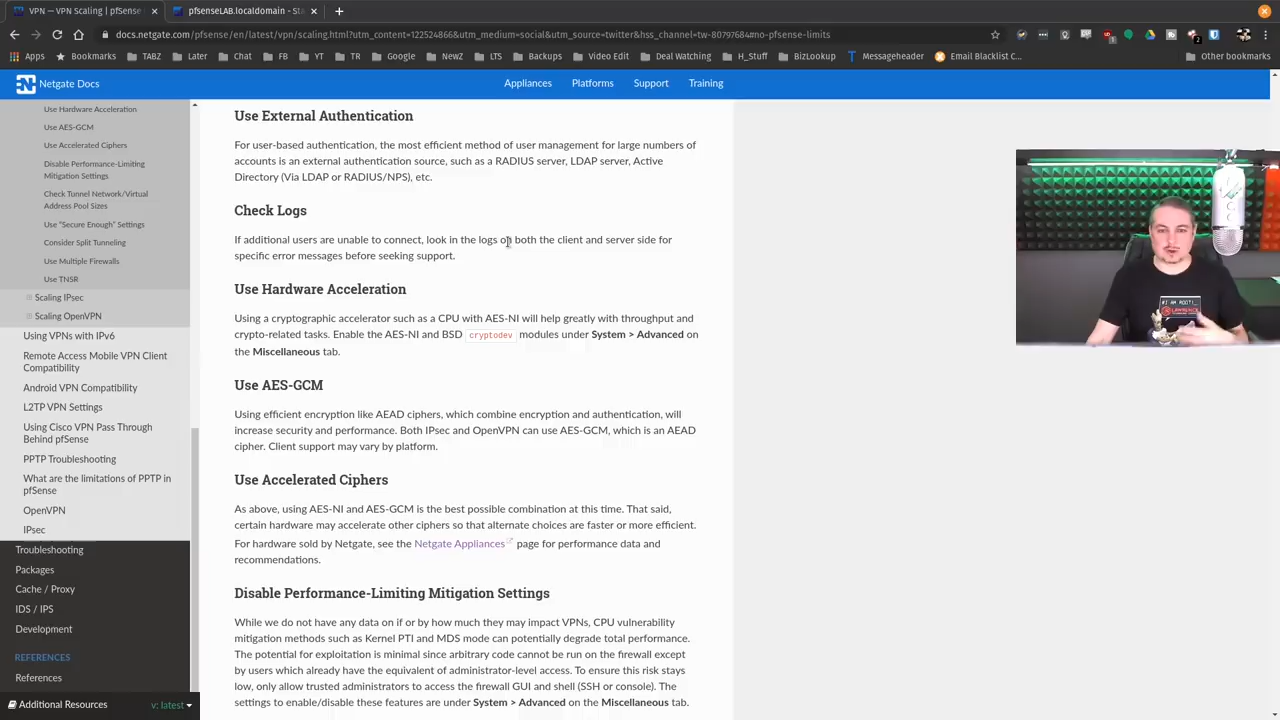 VPN — VPN Scaling | pfSense
pfsenseLAB.localdomain - Sta
docs.netgate.com/pfsense/en/latest/vpn/scaling.html?utm_content=122524866&utm_medium=social&utm_source=twitter&hss_channel=tw-80797684#no-pfsense-limits
Apps
Bookmarks
TABZ
Later
Chat
FB
YT
TR
Google
NewZ
LTS
Backups
Video Edit
Deal Watching
H_Stuff
BizLookup
Messageheader
Email Blacklist C...
Other bookmarks
Netgate Docs
Appliances
Platforms
Support
Training
Use Hardware Acceleration
Use AES-GCM
Use Accelerated Ciphers
Disable Performance-Limiting
Mitigation Settings
Check Tunnel Network/Virtual
Address Pool Sizes
Use "Secure Enough" Settings
Consider Split Tunneling
Use Multiple Firewalls
Use TNSR
Scaling IPsec
Scaling OpenVPN
Using VPNs with IPv6
Remote Access Mobile VPN Client
Compatibility
Android VPN Compatibility
L2TP VPN Settings
Using Cisco VPN Pass Through
Behind pfSense
PPTP Troubleshooting
What are the limitations of PPTP in
pfSense
OpenVPN
IPsec
Troubleshooting
Packages
Cache / Proxy
IDS / IPS
Development
REFERENCES
References
Additional Resources
v: latest
Use External Authentication
For user-based authentication, the most efficient method of user management for large numbers of
accounts is an external authentication source, such as a RADIUS server, LDAP server, Active
Directory (Via LDAP or RADIUS/NPS), etc.
Check Logs
If additional users are unable to connect, look in the logs on both the client and server side for
specific error messages before seeking support.
Use Hardware Acceleration
Using a cryptographic accelerator such as a CPU with AES-NI will help greatly with throughput and
crypto-related tasks. Enable the AES-NI and BSD cryptodev modules under System > Advanced on
the Miscellaneous tab.
Use AES-GCM
Using efficient encryption like AEAD ciphers, which combine encryption and authentication, will
increase security and performance. Both IPsec and OpenVPN can use AES-GCM, which is an AEAD
cipher. Client support may vary by platform.
Use Accelerated Ciphers
As above, using AES-NI and AES-GCM is the best possible combination at this time. That said,
certain hardware may accelerate other ciphers so that alternate choices are faster or more efficient.
For hardware sold by Netgate, see the Netgate Appliances page for performance data and
recommendations.
Disable Performance-Limiting Mitigation Settings
While we do not have any data on if or by how much they may impact VPNs, CPU vulnerability
mitigation methods such as Kernel PTI and MDS mode can potentially degrade total performance.
The potential for exploitation is minimal since arbitrary code cannot be run on the firewall except
by users which already have the equivalent of administrator-level access. To ensure this risk stays
low, only allow trusted administrators to access the firewall GUI and shell (SSH or console). The
settings to enable/disable these features are under System > Advanced on the Miscellaneous tab.
I AM ROOT!
LAWRENCE